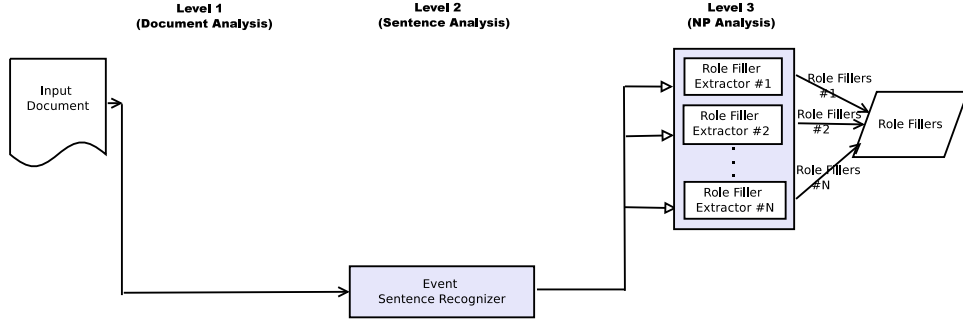 Level 1
(Document Analysis)
Level 2
(Sentence Analysis)
Level 3
(NP Analysis)
Input
Document
Role Filler
Extractor #1
Role Filler
Extractor #2
Role Filler
Extractor #N
Role Fillers
#1
Role Fillers
#2
Role Fillers
#N
Role Fillers
Event
Sentence Recognizer